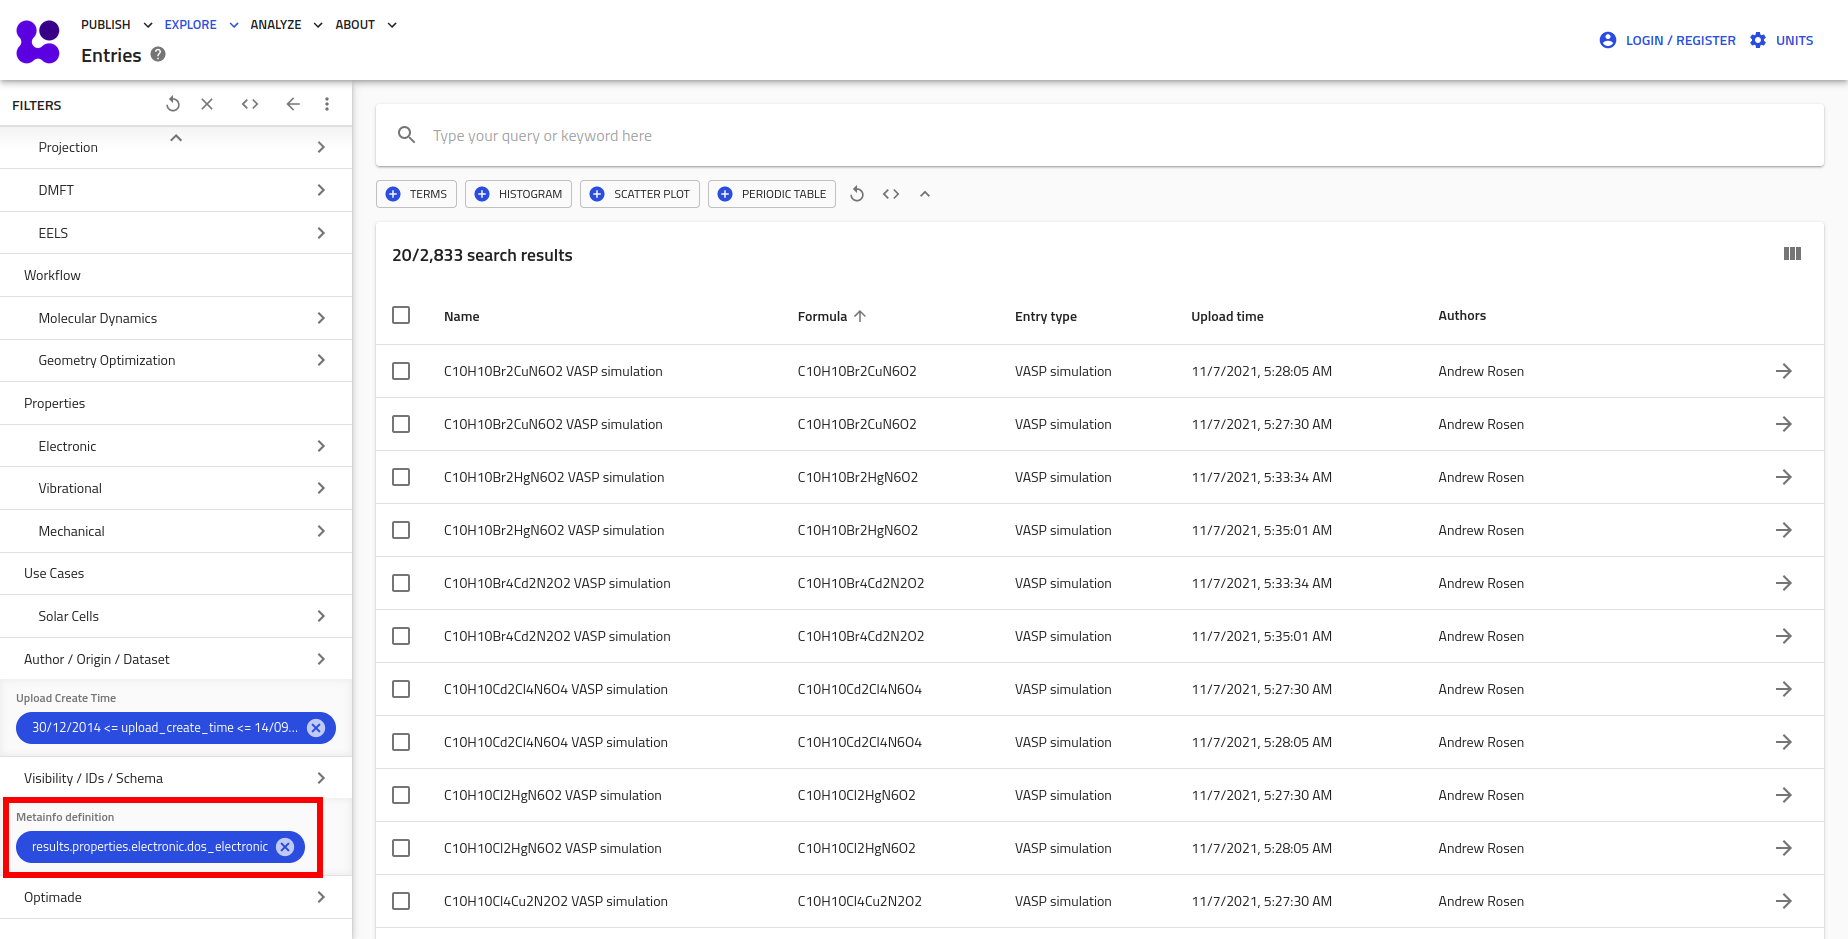 PUBLISH EXPLORE ANALYZE ABOUT
Entries
LOGIN / REGISTER UNITS
FILTERS
Projection
DMFT
EELS
Workflow
Molecular Dynamics
Geometry Optimization
Properties
Electronic
Vibrational
Mechanical
Use Cases
Solar Cells
Author / Origin / Dataset
Upload Create Time
30/12/2014 <= upload_create_time <= 14/09...
Visibility / IDs / Schema
Metainfo definition
results.properties.electronic.dos_electronic
Optimade
Type your query or keyword here
TERMS HISTOGRAM SCATTER PLOT PERIODIC TABLE
20/2,833 search results
Name Formula Entry type Upload time Authors
C10H10Br2CuN6O2 VASP simulation C10H10Br2CuN6O2 VASP simulation 11/7/2021, 5:28:05 AM Andrew Rosen
C10H10Br2CuN6O2 VASP simulation C10H10Br2CuN6O2 VASP simulation 11/7/2021, 5:27:30 AM Andrew Rosen
C10H10Br2HgN6O2 VASP simulation C10H10Br2HgN6O2 VASP simulation 11/7/2021, 5:33:34 AM Andrew Rosen
C10H10Br2HgN6O2 VASP simulation C10H10Br2HgN6O2 VASP simulation 11/7/2021, 5:35:01 AM Andrew Rosen
C10H10Br4Cd2N2O2 VASP simulation C10H10Br4Cd2N2O2 VASP simulation 11/7/2021, 5:33:34 AM Andrew Rosen
C10H10Br4Cd2N2O2 VASP simulation C10H10Br4Cd2N2O2 VASP simulation 11/7/2021, 5:35:01 AM Andrew Rosen
C10H10Cd2Cl4N6O4 VASP simulation C10H10Cd2Cl4N6O4 VASP simulation 11/7/2021, 5:27:30 AM Andrew Rosen
C10H10Cd2Cl4N6O4 VASP simulation C10H10Cd2Cl4N6O4 VASP simulation 11/7/2021, 5:28:05 AM Andrew Rosen
C10H10Cl2HgN6O2 VASP simulation C10H10Cl2HgN6O2 VASP simulation 11/7/2021, 5:27:30 AM Andrew Rosen
C10H10Cl2HgN6O2 VASP simulation C10H10Cl2HgN6O2 VASP simulation 11/7/2021, 5:28:05 AM Andrew Rosen
C10H10Cl4Cu2N2O2 VASP simulation C10H10Cl4Cu2N2O2 VASP simulation 11/7/2021, 5:27:30 AM Andrew Rosen